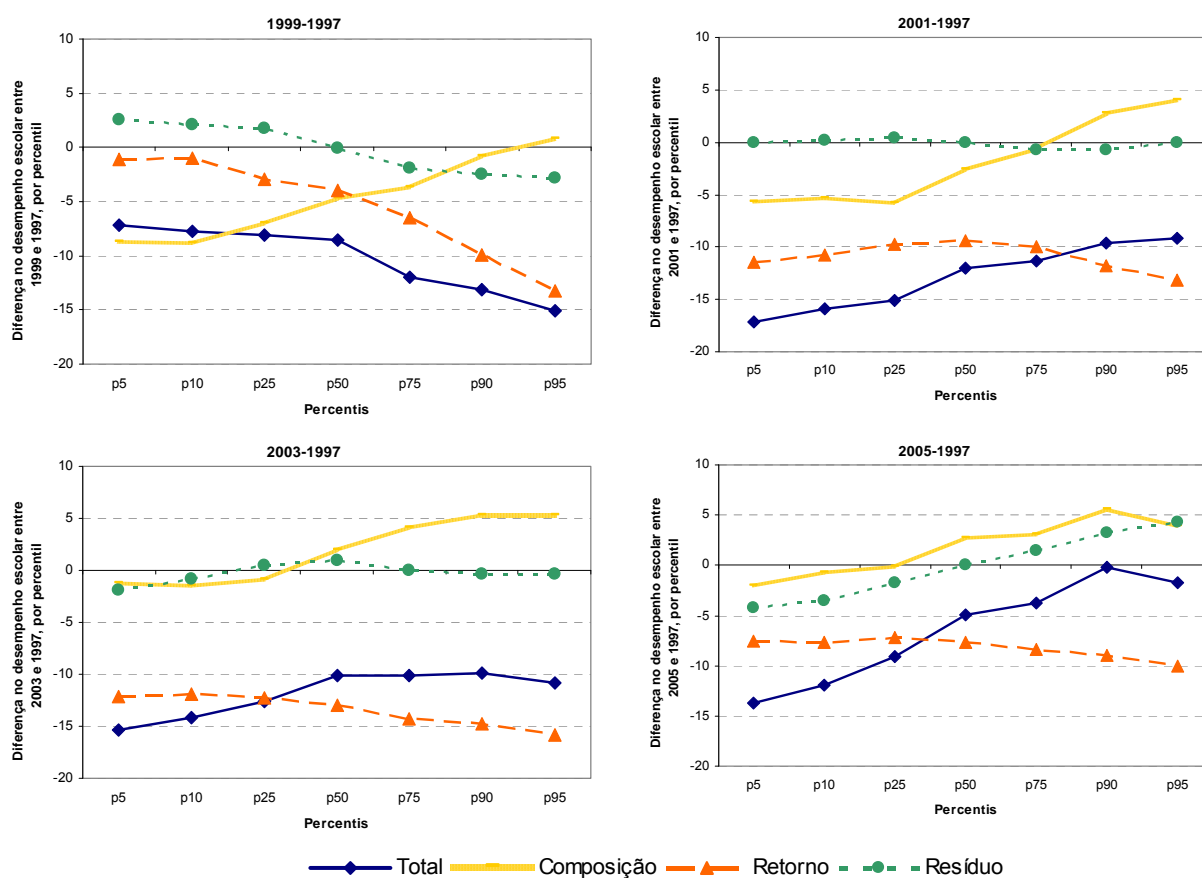 1999-1997
Diferença no desempenho escolar entre
1999 e 1997, por percentil
10
5
0
-5
-10
-15
-20
p5 p10 p25 p50 p75 p90 p95
Percentis
2001-1997
Diferença no desempenho escolar entre
2001 e 1997, por percentil
10
5
0
-5
-10
-15
-20
p5 p10 p25 p50 p75 p90 p95
Percentis
2003-1997
Diferença no desempenho escolar entre
2003 e 1997, por percentil
10
5
0
-5
-10
-15
-20
p5 p10 p25 p50 p75 p90 p95
Percentis
2005-1997
Diferença no desempenho escolar entre
2005 e 1997, por percentil
10
5
0
-5
-10
-15
-20
p5 p10 p25 p50 p75 p90 p95
Percentis
Total Composição Retorno Resíduo